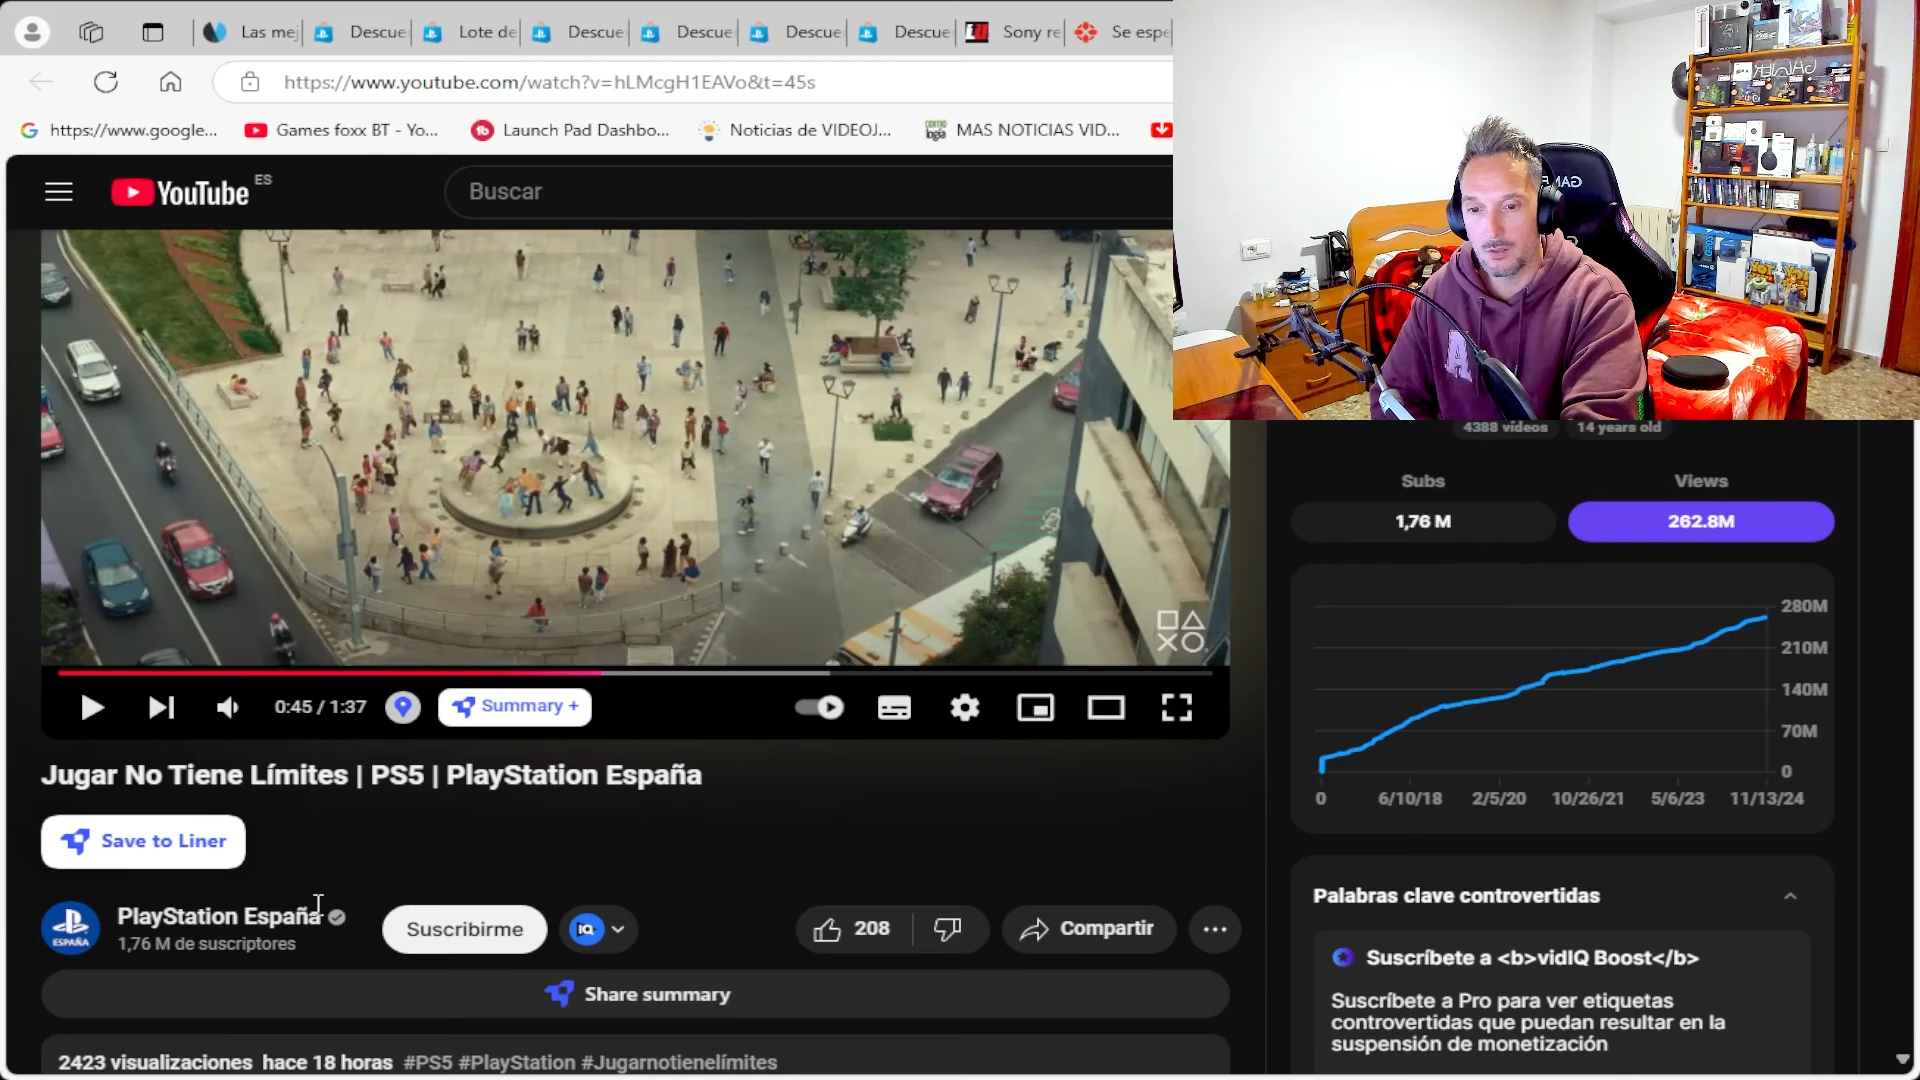 Las mej
Descue
Lote de
Descue
Descue
Descue
Descue
Sony re
Se espe
https://www.youtube.com/watch?v=hLMcgH1EAVo&t=45s
https://www.google...
Games foxx BT - Yo...
Launch Pad Dashbo...
Noticias de VIDEOJ...
MAS NOTICIAS VID...
YouTube ES
Buscar
GAMER
4388 videos
14 years old
Subs
Views
1,76 M
262.8M
280M
210M
140M
70M
0
0
6/10/18
2/5/20
10/26/21
5/6/23
11/13/24
0:45 / 1:37
Summary +
Jugar No Tiene Límites | PS5 | PlayStation España
Save to Liner
ESPAÑA
PlayStation España
1,76 M de suscriptores
Suscribirme
208
Compartir
Share summary
2423 visualizaciones hace 18 horas #PS5 #PlayStation #Jugarnotienelímites
Palabras clave controvertidas
Suscríbete a <b>vidIQ Boost</b>
Suscríbete a Pro para ver etiquetas
controvertidas que puedan resultar en la
suspensión de monetización